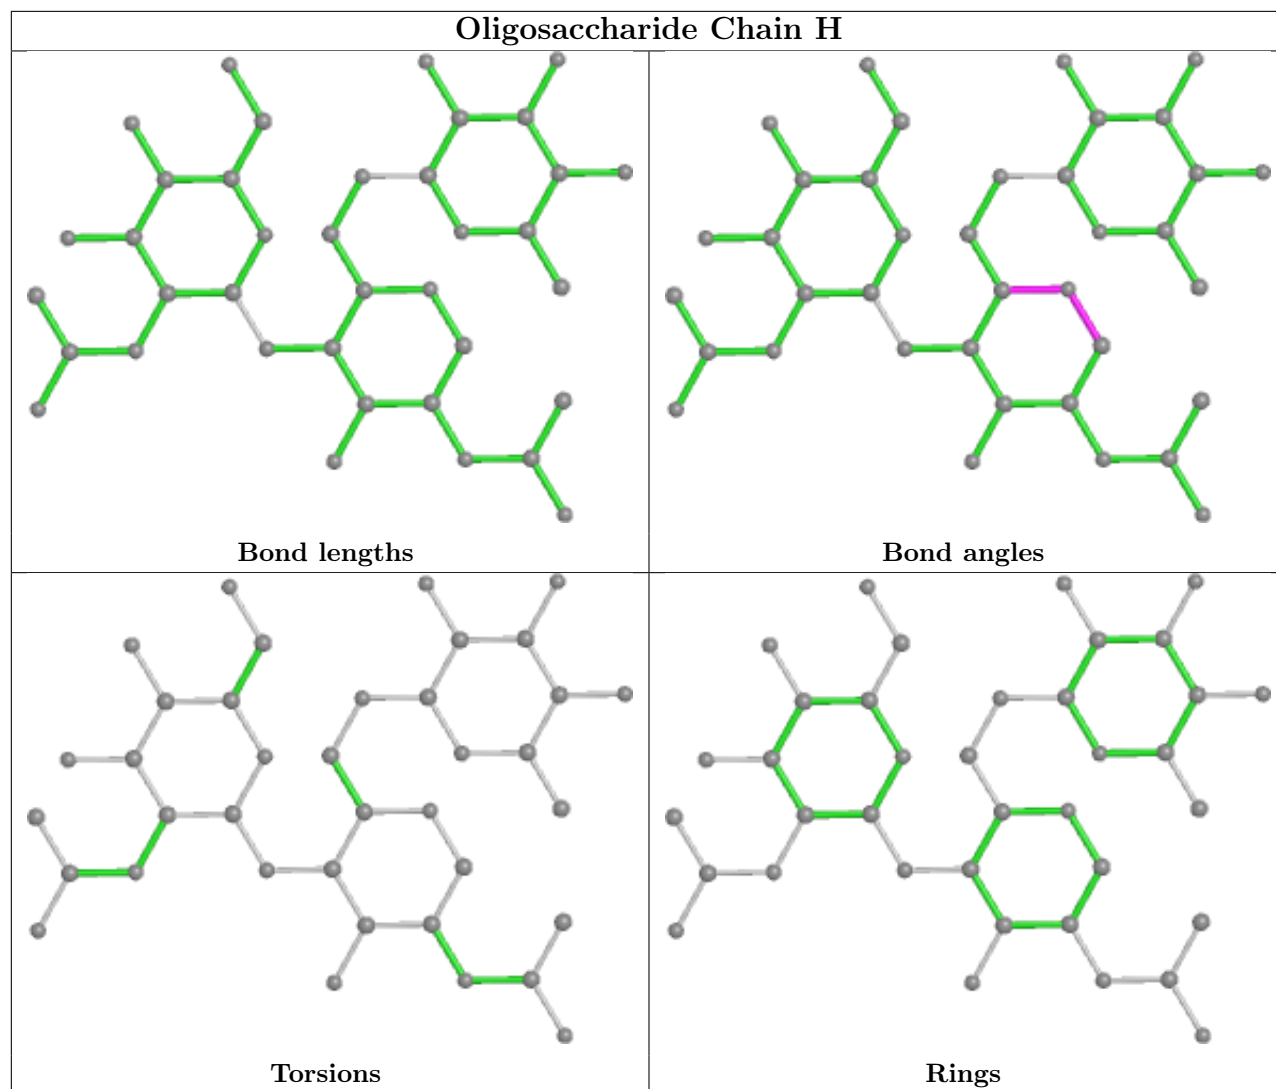 Oligosaccharide Chain H
Bond lengths
Bond angles
Torsions
Rings